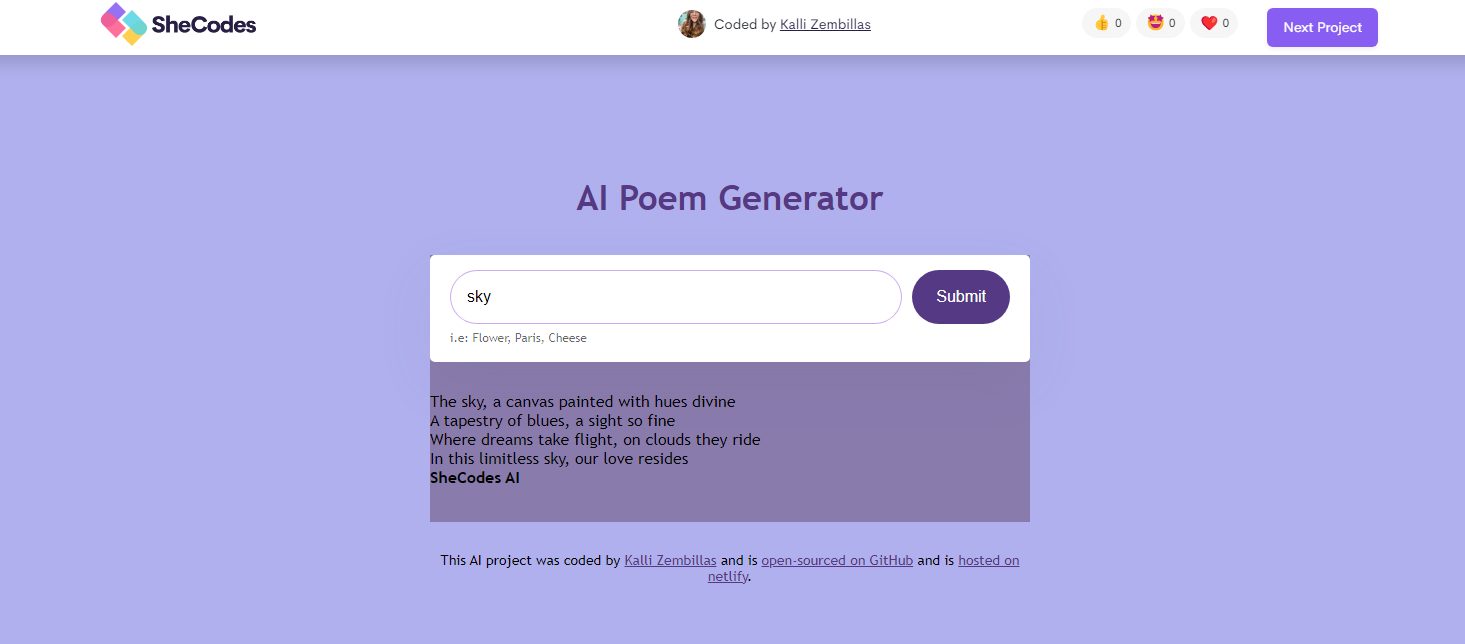 SheCodes
Coded by Kalli Zembillas
👍 0 🤩 0 ❤️ 0
Next Project
AI Poem Generator
sky
Submit
i.e: Flower, Paris, Cheese
The sky, a canvas painted with hues divine
A tapestry of blues, a sight so fine
Where dreams take flight, on clouds they ride
In this limitless sky, our love resides
SheCodes AI
This AI project was coded by Kalli Zembillas and is open-sourced on GitHub and is hosted on
netlify.